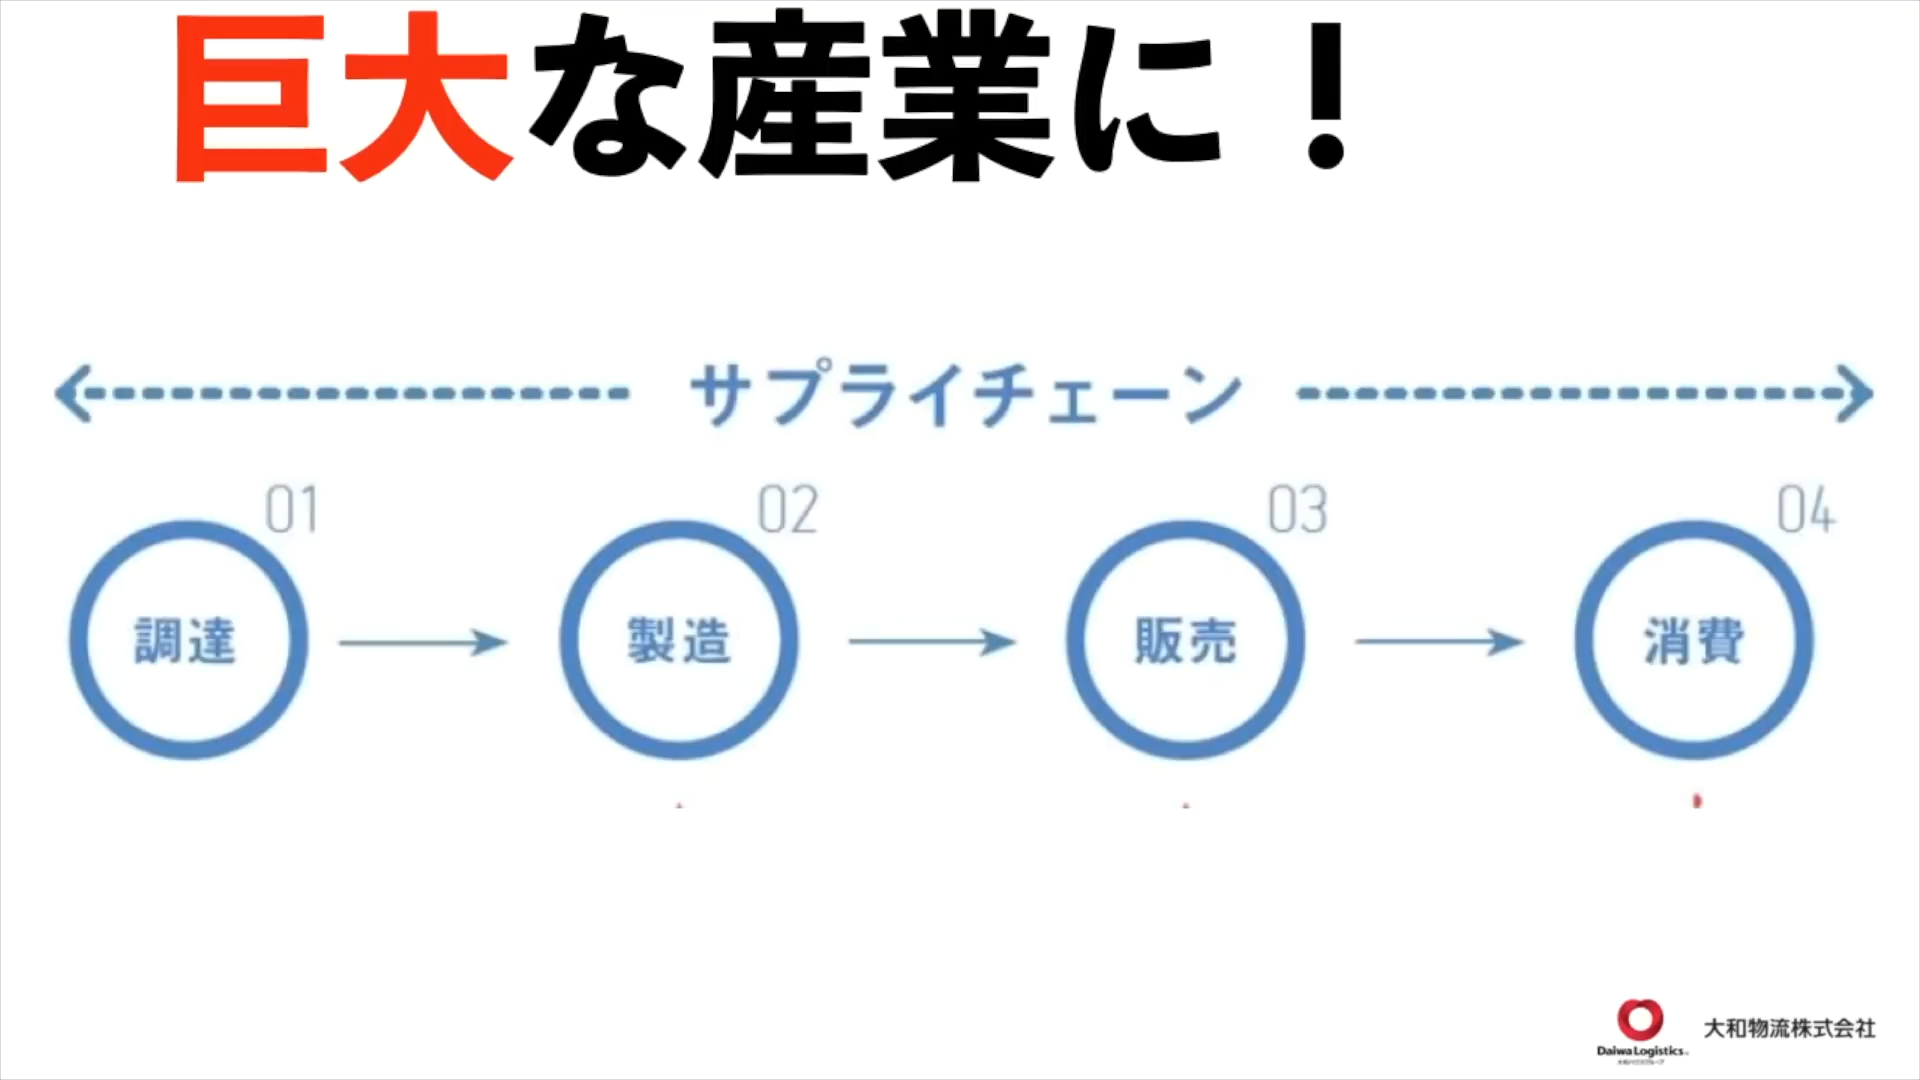 巨大な産業に！
サプライチェーン
01
02
03
04
調達
製造
販売
消費
Daiwa Logistics
大和物流株式会社